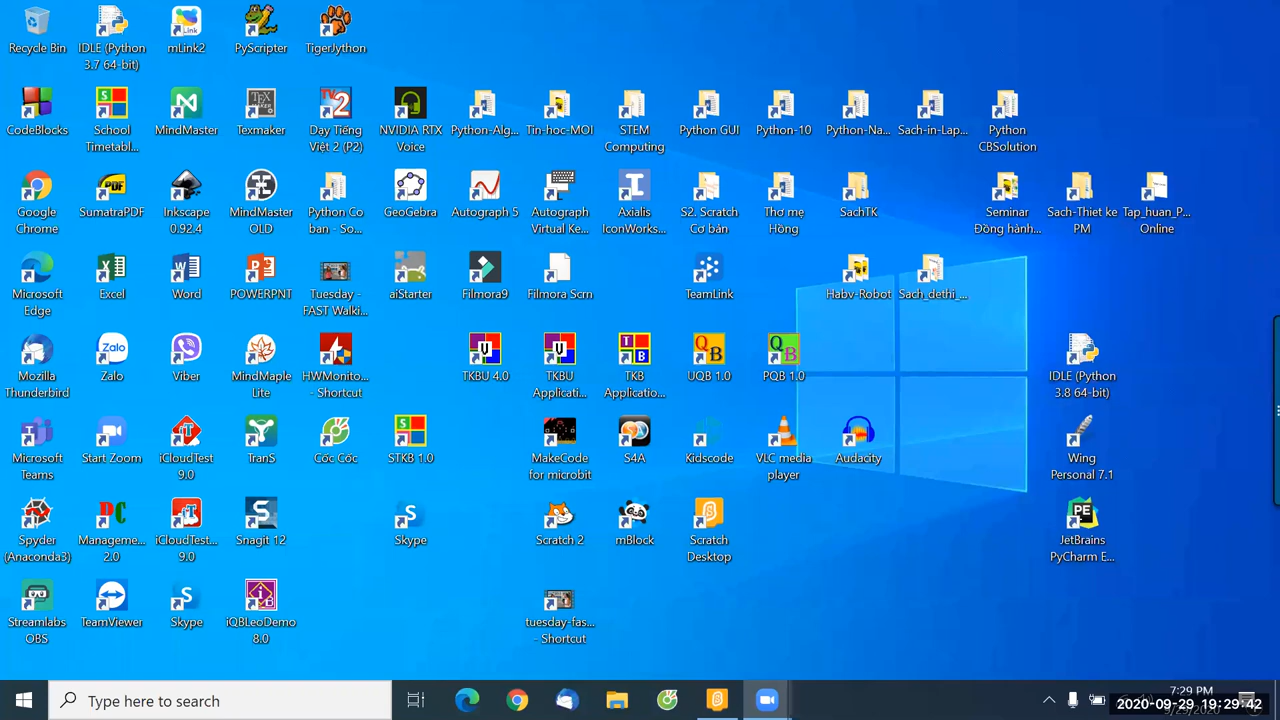 Recycle Bin
IDLE (Python
3.7 64-bit)
mLink2
PyScripter
TigerJython
CodeBlocks
School
Timetabl...
MindMaster
Texmaker
Dạy Tiếng
Việt 2 (P2)
NVIDIA RTX
Voice
Python-Alg...
Tin-hoc-MOI
STEM
Computing
Python GUI
Python-10
Python-Na...
Sach-in-Lap...
Python
CBSolution
Google
Chrome
SumatraPDF
Inkscape
0.92.4
MindMaster
OLD
Python Co
ban - So...
GeoGebra
Autograph 5
Autograph
Virtual Ke...
Axialis
IconWorks...
S2. Scratch
Cơ bản
Thơ mẹ
Hồng
SachTK
Seminar
Đồng hành...
Sach-Thiet ke
PM
Tap_huan_P...
Online
Microsoft
Edge
Excel
Word
POWERPNT
Tuesday -
FAST Walki...
aiStarter
Filmora9
Filmora Scrn
TeamLink
Habv-Robot
Sach_dethi_...
Mozilla
Thunderbird
Zalo
Viber
MindMaple
Lite
HWMonito...
- Shortcut
TKBU 4.0
TKBU
Applicati...
TKB
Applicatio...
UQB 1.0
PQB 1.0
IDLE (Python
3.8 64-bit)
Microsoft
Teams
Start Zoom
iCloudTest
9.0
TranS
Cốc Cốc
STKB 1.0
MakeCode
for microbit
S4A
Kidscode
VLC media
player
Audacity
Wing
Personal 7.1
Spyder
(Anaconda3)
Manageme...
2.0
iCloudTest...
9.0
Snagit 12
Skype
Scratch 2
mBlock
Scratch
Desktop
JetBrains
PyCharm E...
Streamlabs
OBS
TeamViewer
Skype
iQBLeoDemo
8.0
tuesday-fas...
- Shortcut
Type here to search
7:29 PM
2020-09-29 19:29:42